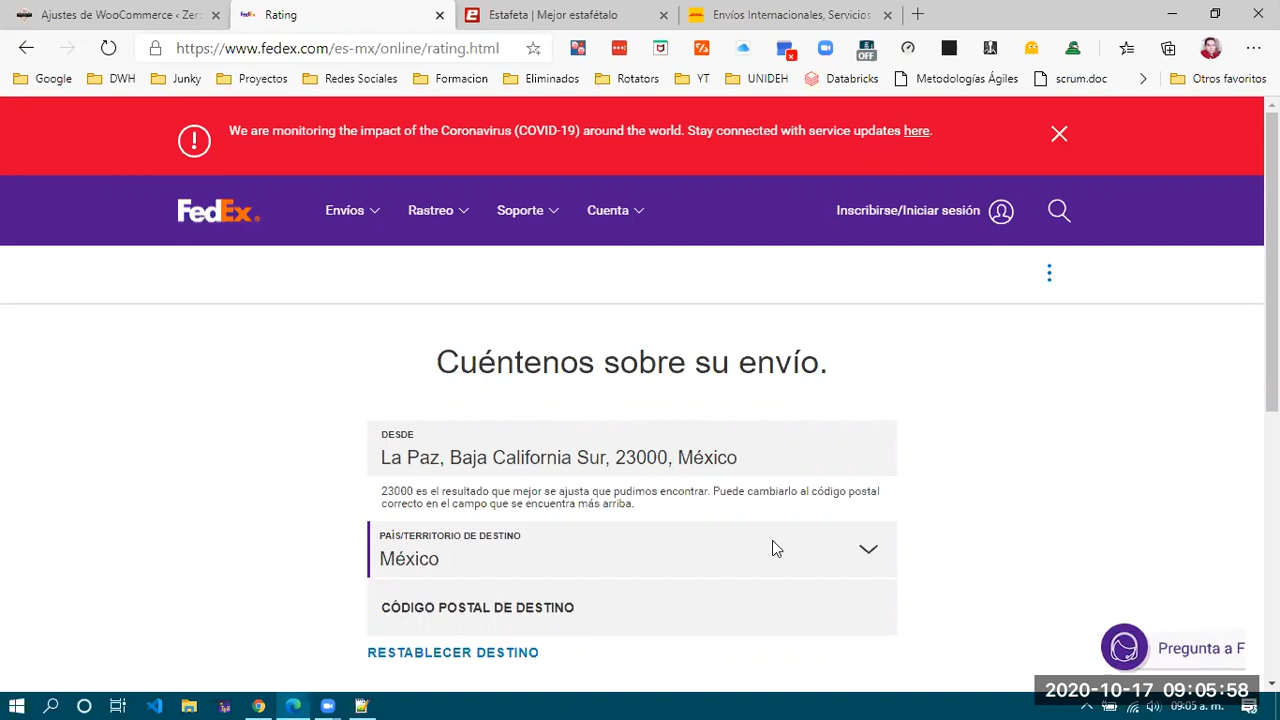 Ajustes de WooCommerce ‹ Zer
Rating
Estafeta | Mejor estafétalo
Envíos Internacionales, Servicios
https://www.fedex.com/es-mx/online/rating.html
OFF
Google
DWH
Junky
Proyectos
Redes Sociales
Formacion
Eliminados
Rotators
YT
UNIDEH
Databricks
Metodologías Ágiles
scrum.doc
Otros favoritos
We are monitoring the impact of the Coronavirus (COVID-19) around the world. Stay connected with service updates here.
FedEx®
Envíos
Rastreo
Soporte
Cuenta
Inscribirse/Iniciar sesión
Cuéntenos sobre su envío.
DESDE
La Paz, Baja California Sur, 23000, México
23000 es el resultado que mejor se ajusta que pudimos encontrar. Puede cambiarlo al código postal
correcto en el campo que se encuentra más arriba.
PAÍS/TERRITORIO DE DESTINO
México
CÓDIGO POSTAL DE DESTINO
RESTABLECER DESTINO
Pregunta a F
2020-10-17 09:05:58
09:05 a. m.